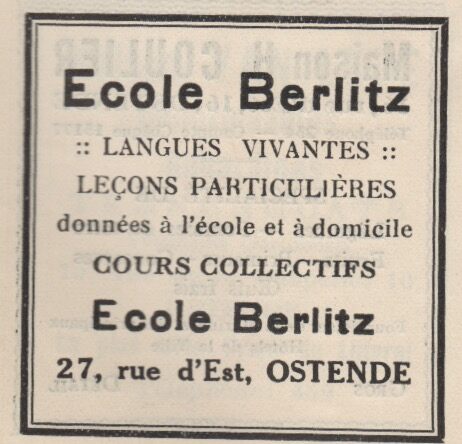 Ecole Berlitz
:: LANGUES VIVANTES ::
LEÇONS PARTICULIÈRES
données à l'école et à domicile
COURS COLLECTIFS
Ecole Berlitz
27, rue d'Est, OSTENDE